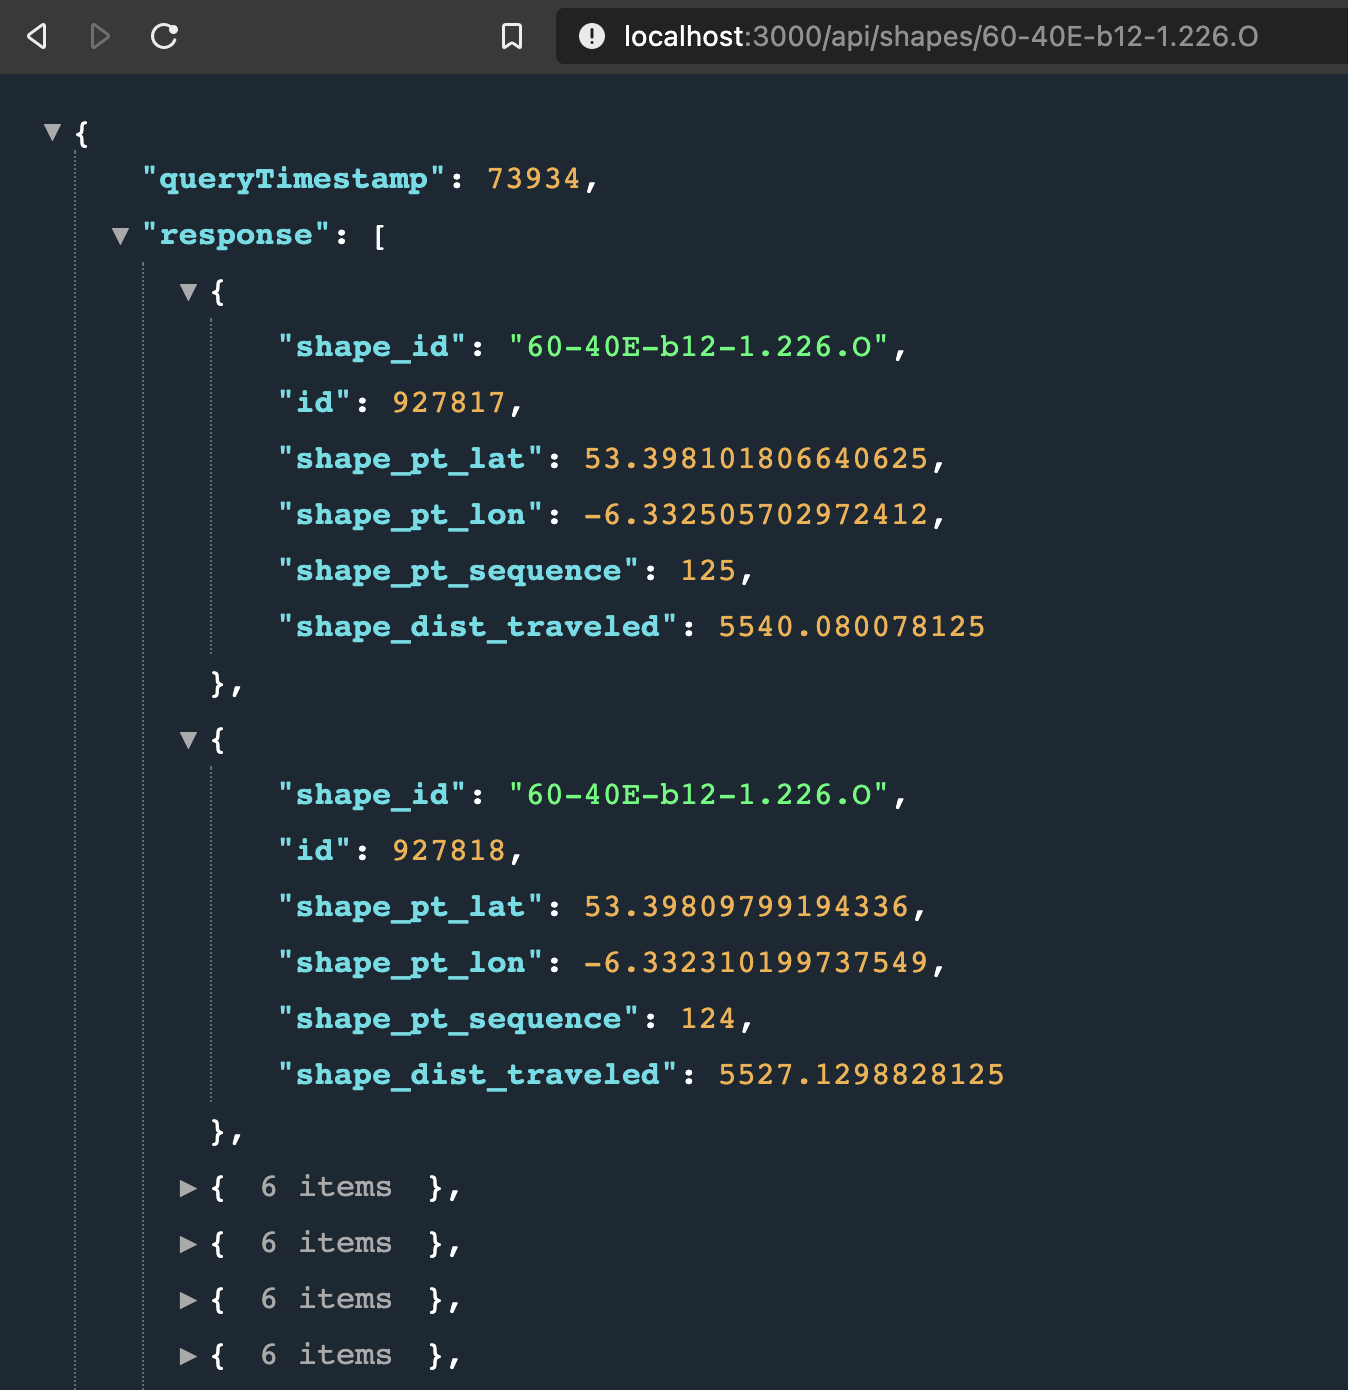 localhost:3000/api/shapes/60-40E-b12-1.226.O
{
"queryTimestamp": 73934,
"response": [
{
"shape_id": "60-40E-b12-1.226.O",
"id": 927817,
"shape_pt_lat": 53.398101806640625,
"shape_pt_lon": -6.332505702972412,
"shape_pt_sequence": 125,
"shape_dist_traveled": 5540.080078125
},
{
"shape_id": "60-40E-b12-1.226.O",
"id": 927818,
"shape_pt_lat": 53.39809799194336,
"shape_pt_lon": -6.332310199737549,
"shape_pt_sequence": 124,
"shape_dist_traveled": 5527.1298828125
},
{ 6 items },
{ 6 items },
{ 6 items },
{ 6 items },